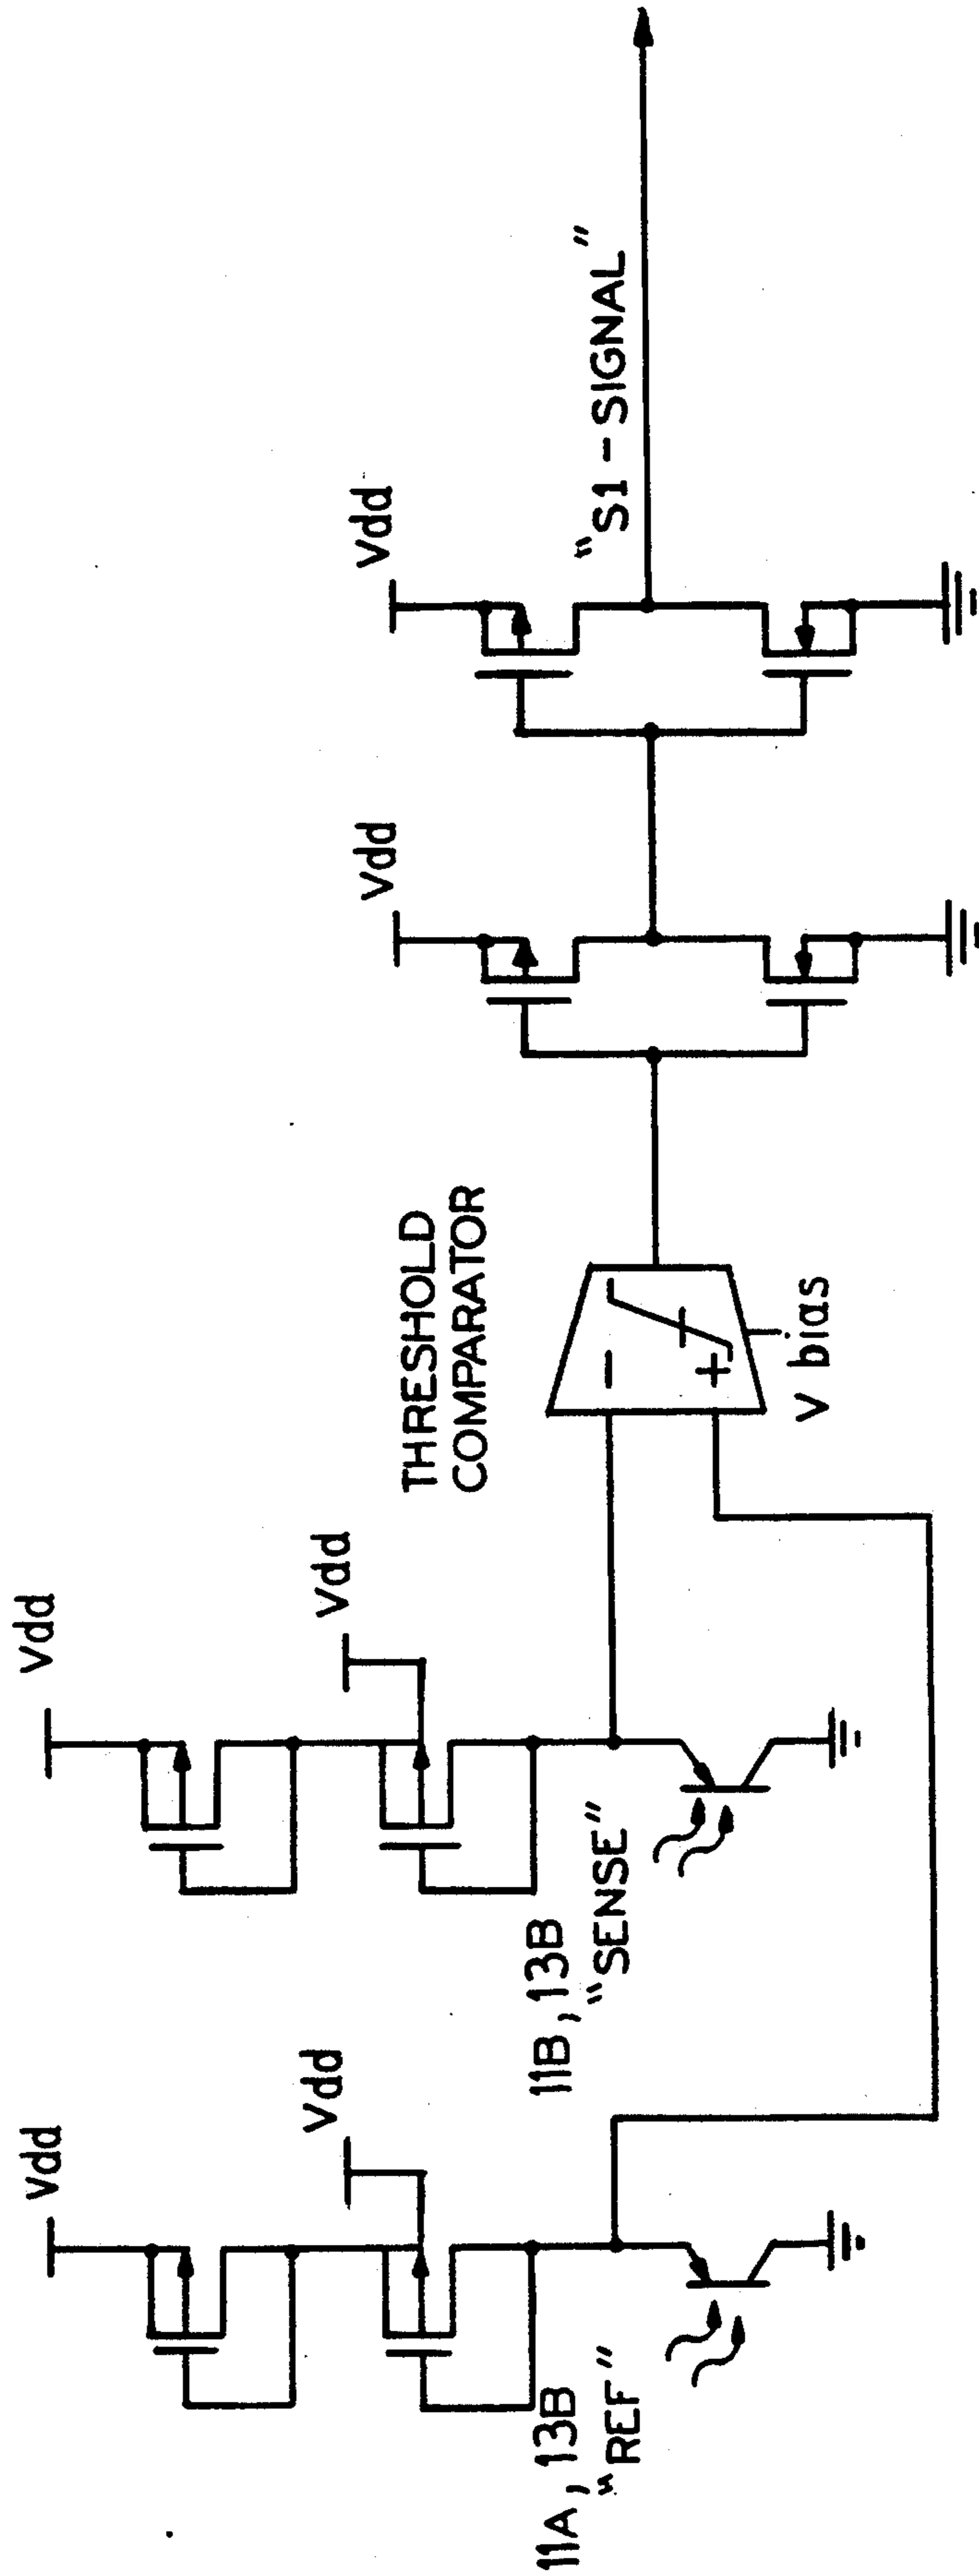 Vdd
Vdd
11A, 13B
"REF"
Vdd
Vdd
11B, 13B
"SENSE"
THRESHOLD
COMPARATOR
−
+
V bias
Vdd
Vdd
"S1 - SIGNAL"